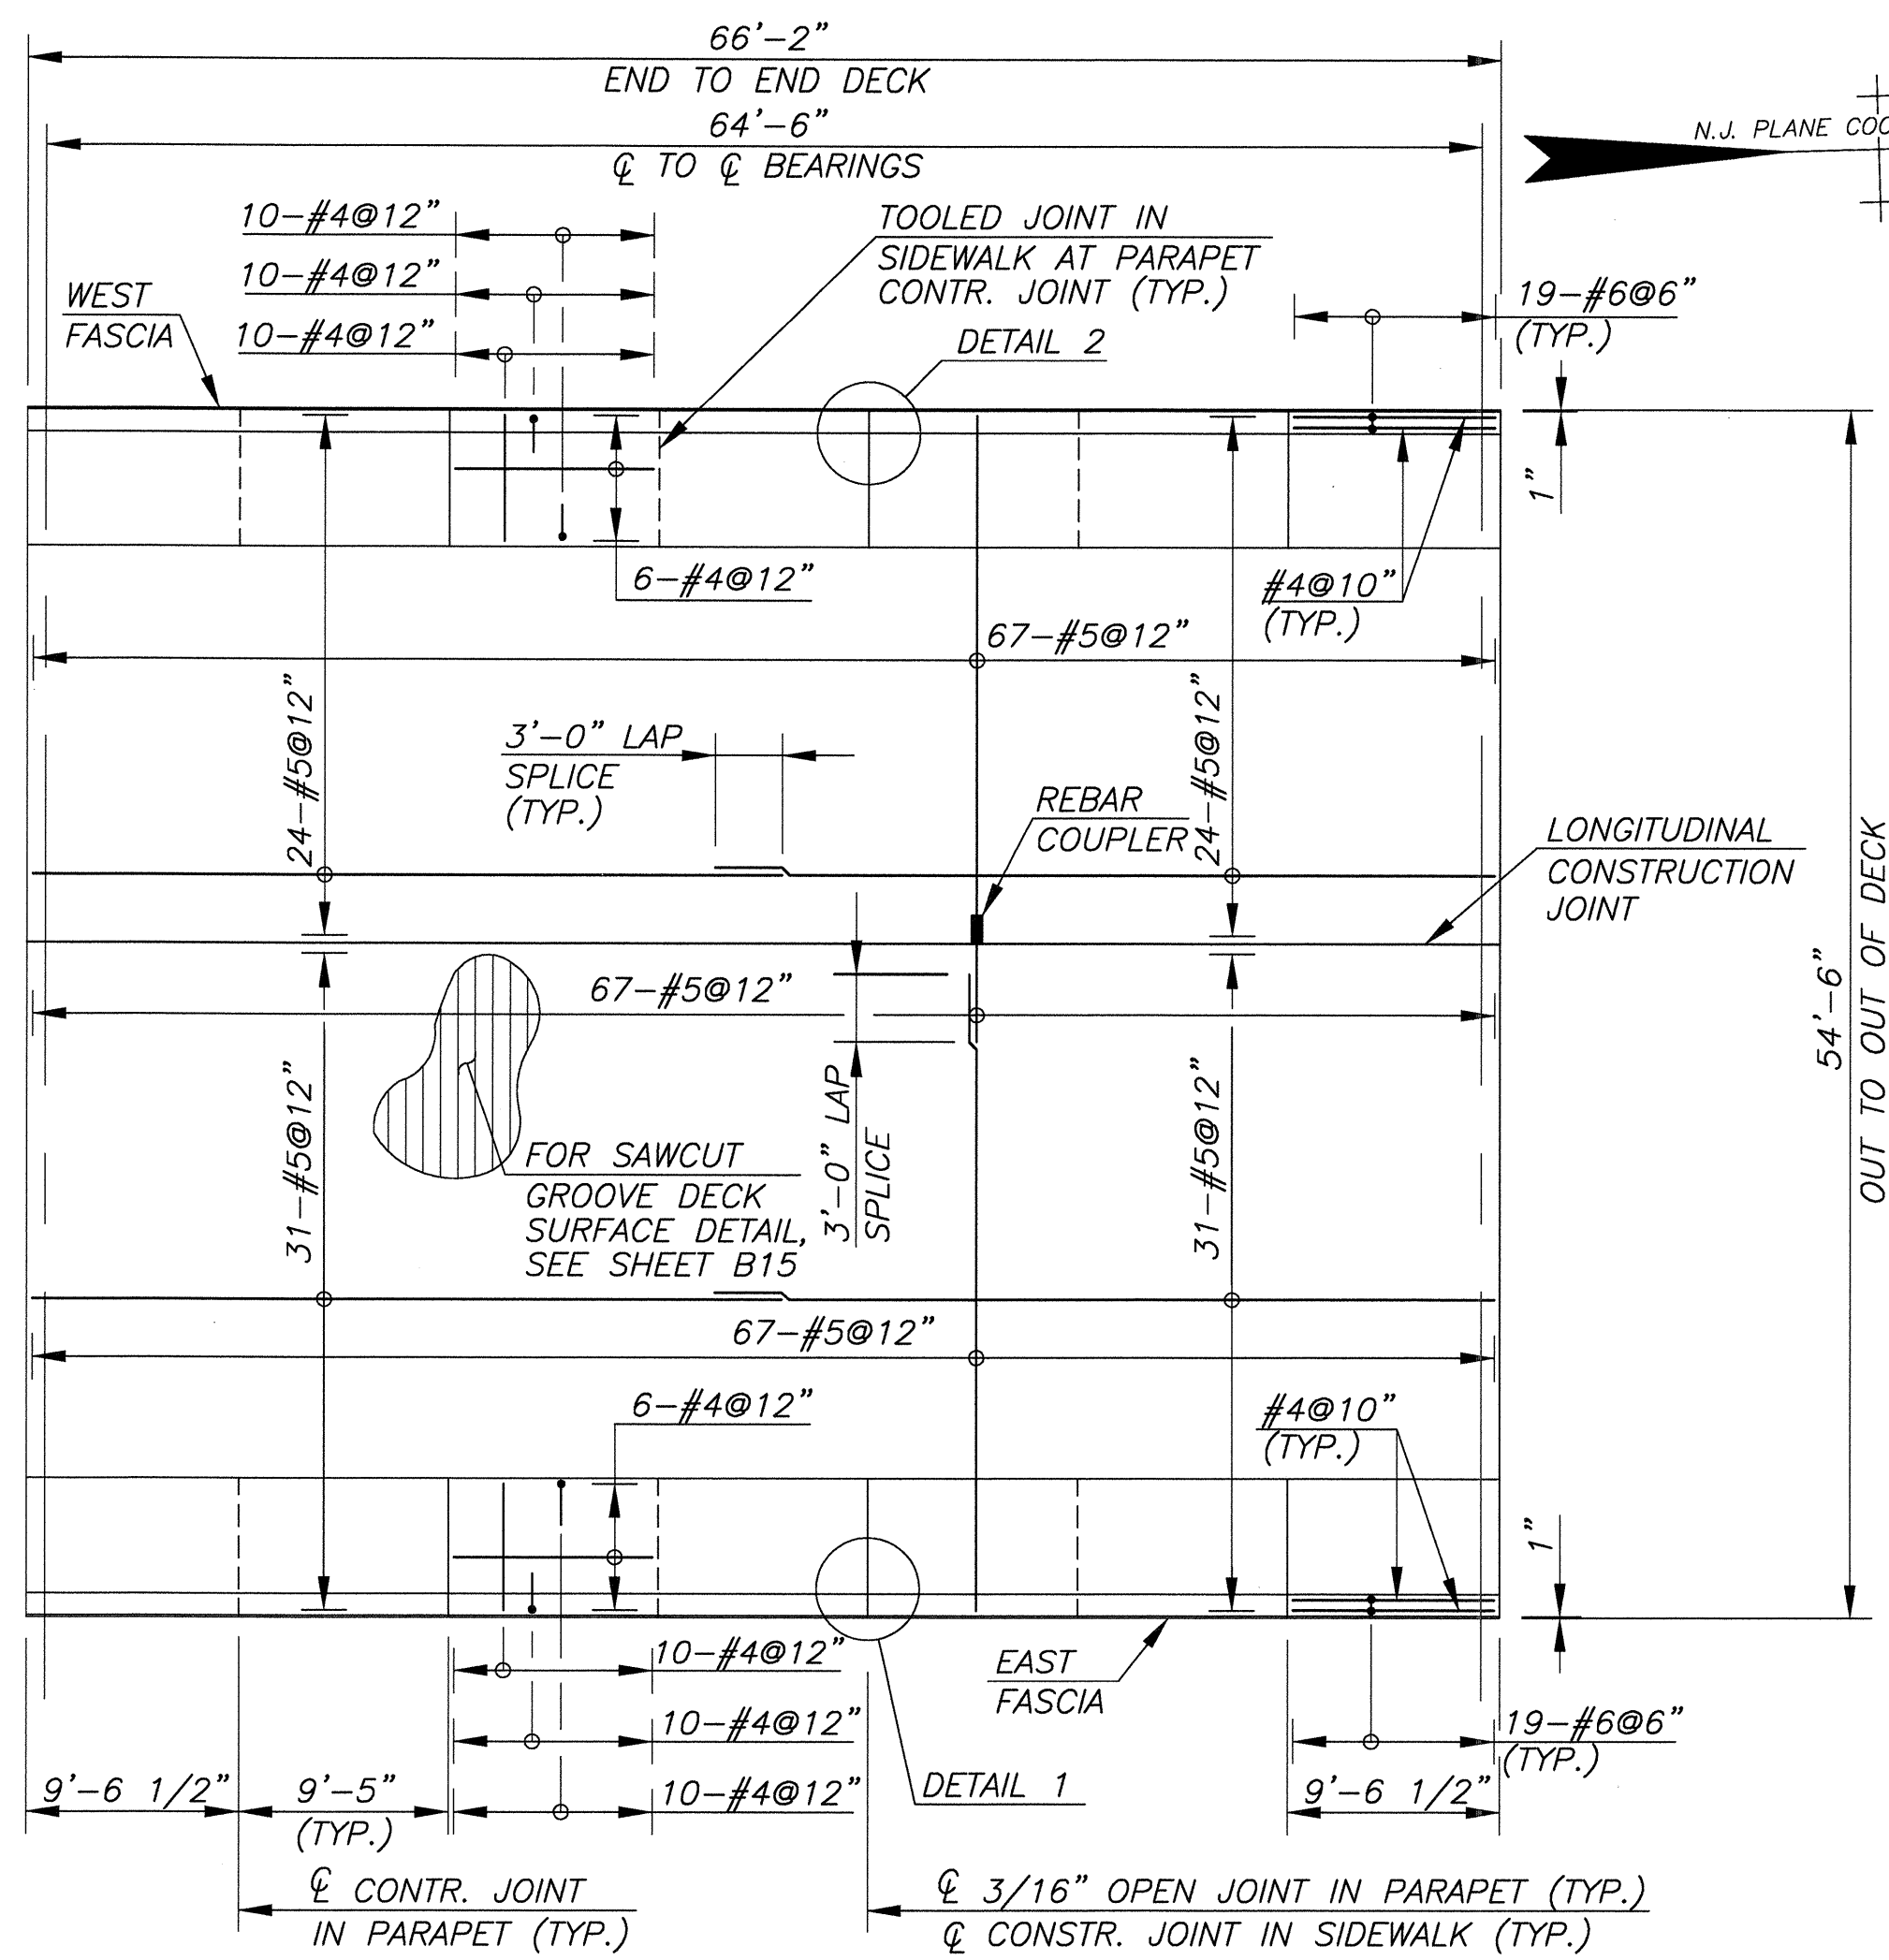 66'-2"
END TO END DECK
64'-6"
℄ TO ℄ BEARINGS
N.J. PLANE COO
10-#4@12"
10-#4@12"
10-#4@12"
WEST
FASCIA
TOOLED JOINT IN
SIDEWALK AT PARAPET
CONTR. JOINT (TYP.)
DETAIL 2
19-#6@6"
(TYP.)
1"
6-#4@12"
#4@10"
(TYP.)
67-#5@12"
24-#5@12"
3'-0" LAP
SPLICE
(TYP.)
24-#5@12"
REBAR
COUPLER
LONGITUDINAL
CONSTRUCTION
JOINT
54'-6"
OUT TO OUT OF DECK
67-#5@12"
31-#5@12"
FOR SAWCUT
GROOVE DECK
SURFACE DETAIL,
SEE SHEET B15
3'-0" LAP
SPLICE
31-#5@12"
67-#5@12"
6-#4@12"
#4@10"
(TYP.)
1"
10-#4@12"
10-#4@12"
10-#4@12"
EAST
FASCIA
19-#6@6"
(TYP.)
DETAIL 1
9'-6 1/2"
9'-5"
(TYP.)
9'-6 1/2"
℄ CONTR. JOINT
IN PARAPET (TYP.)
℄ 3/16" OPEN JOINT IN PARAPET (TYP.)
℄ CONSTR. JOINT IN SIDEWALK (TYP.)